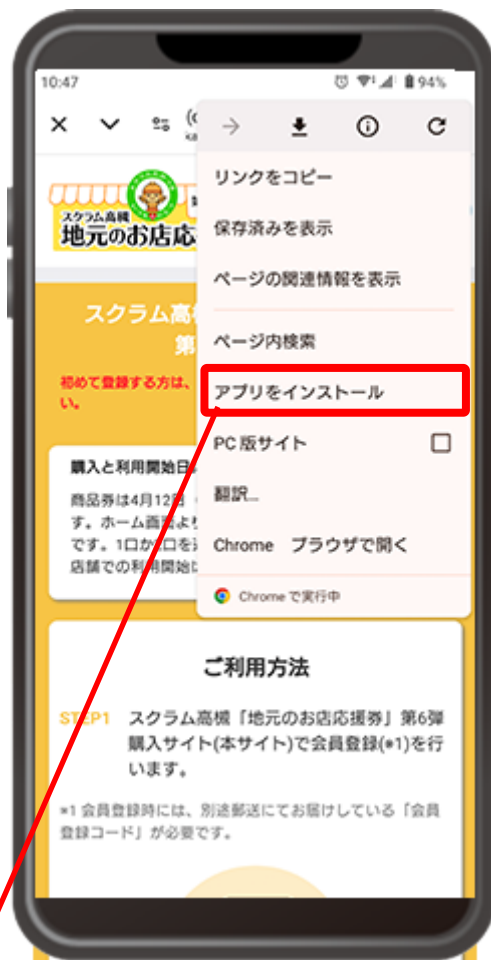 10:47
94%
リンクをコピー
スクラム高槻
地元のお店応
保存済みを表示
ページの関連情報を表示
スクラム高
第
ページ内検索
初めて登録する方は、
い。
アプリをインストール
PC 版サイト
購入と利用開始日
翻訳...
商品券は4月12日
す。ホーム画面より
です。1口か2口を
店舗での利用開始は
Chrome ブラウザで開く
Chrome で実行中
ご利用方法
STEP1 スクラム高槻「地元のお店応援券」第6弾
購入サイト(本サイト)で会員登録(*1)を行
います。
*1 会員登録時には、別途郵送にてお届けしている「会員
登録コード」が必要です。